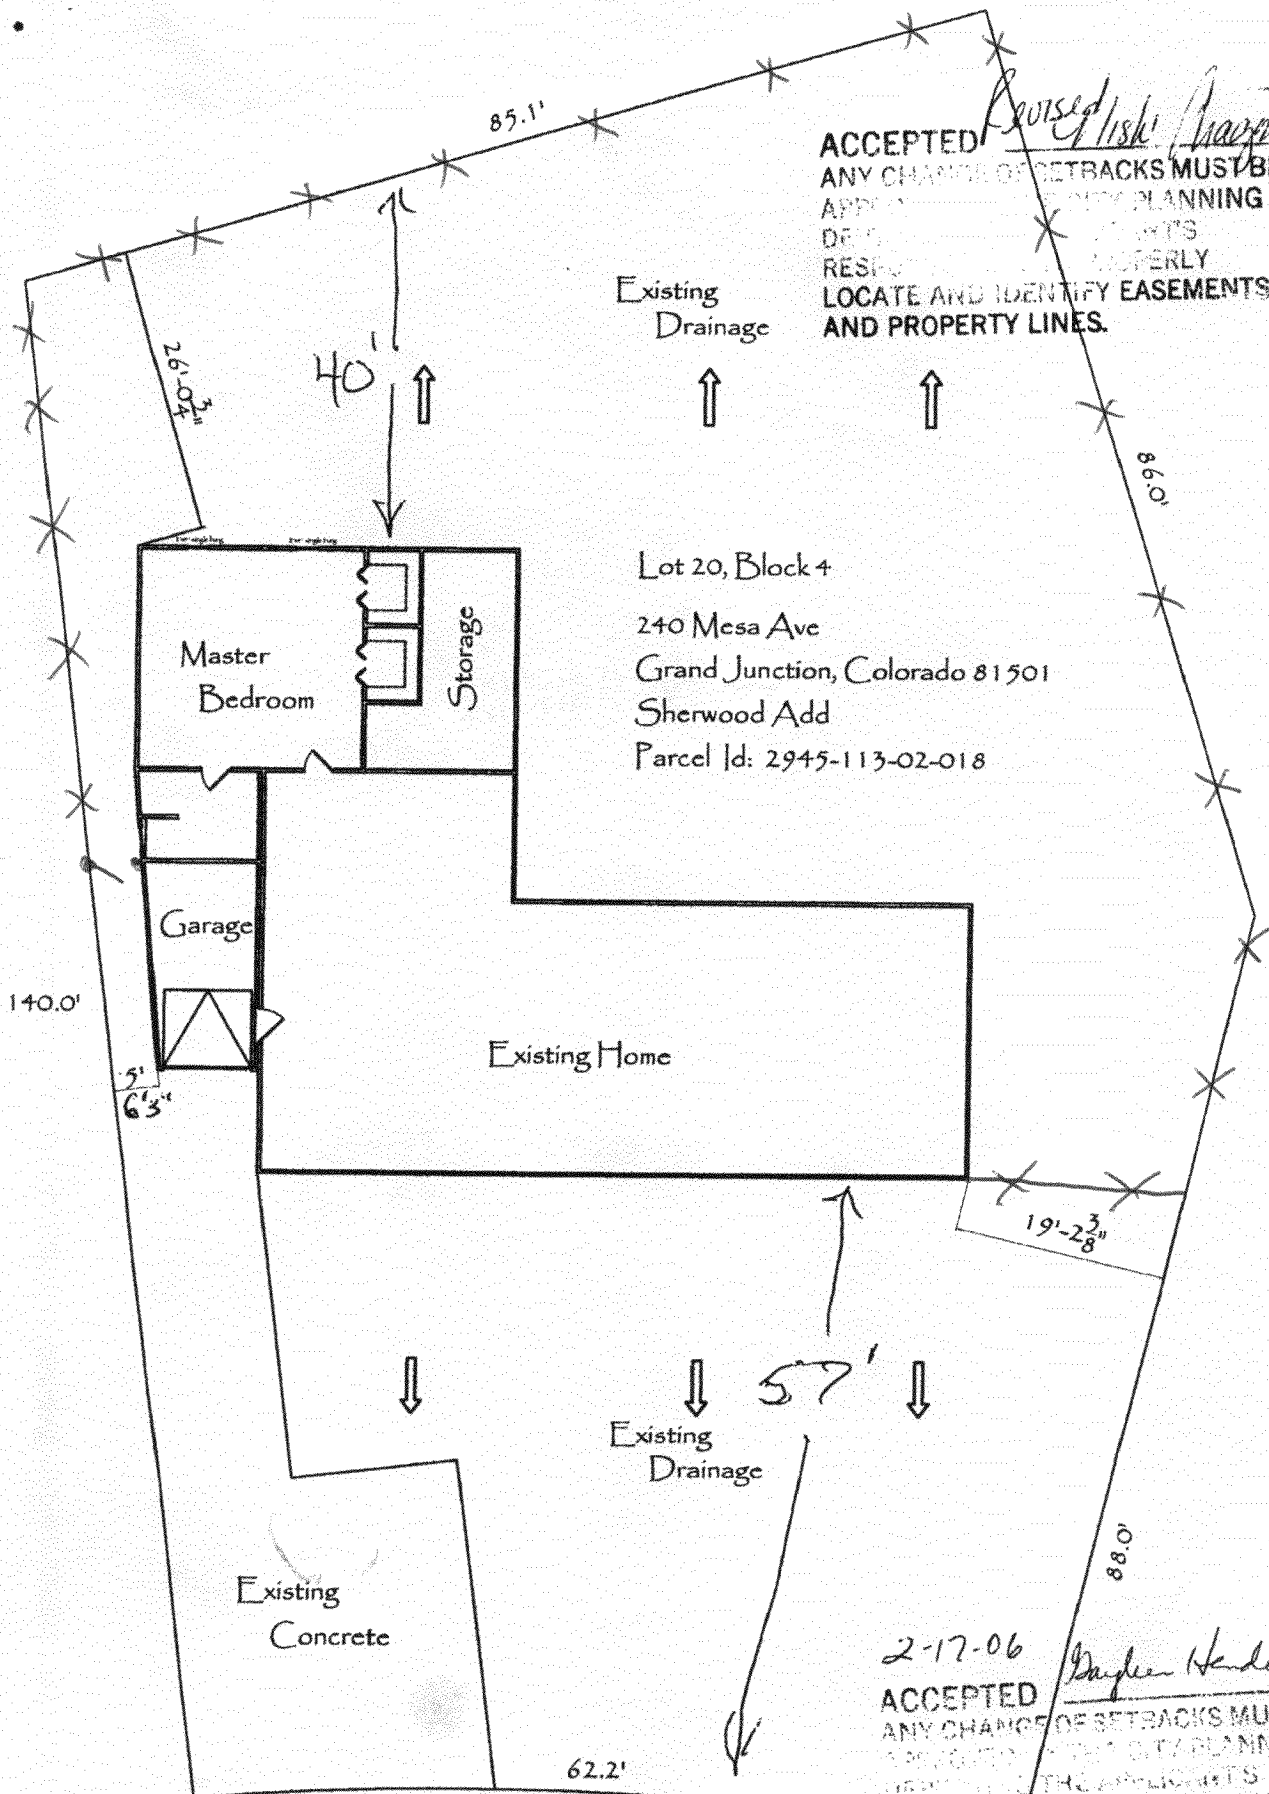 85.1'
Revised
ACCEPTED
ANY CHANGE OF SETBACKS MUST BE
PLANNING
LOCATE AND IDENTIFY EASEMENTS
AND PROPERTY LINES.
Existing
Drainage
26'-0 3/4"
40'
86.0'
Lot 20, Block 4
240 Mesa Ave
Grand Junction, Colorado 81501
Sherwood Add
Parcel Id: 2945-113-02-018
Master
Bedroom
Storage
Garage
140.0'
Existing Home
5'
6'3"
19'-2 3/8"
57'
Existing
Drainage
88.0'
Existing
Concrete
2-17-06
ACCEPTED
ANY CHANGE OF SETBACKS MU
62.2'
THE APPLICANT'S